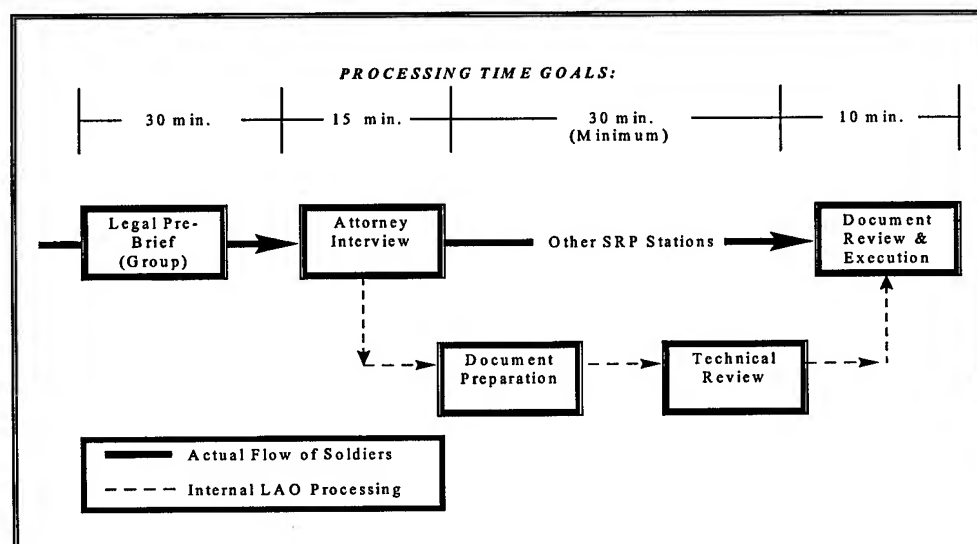 PROCESSING TIME GOALS:
30 min.
15 min.
30 min.
(Minimum)
10 min.
Legal Pre-
Brief
(Group)
Attorney
Interview
Other SRP Stations
Document
Review &
Execution
Document
Preparation
Technical
Review
Actual Flow of Soldiers
Internal LAO Processing